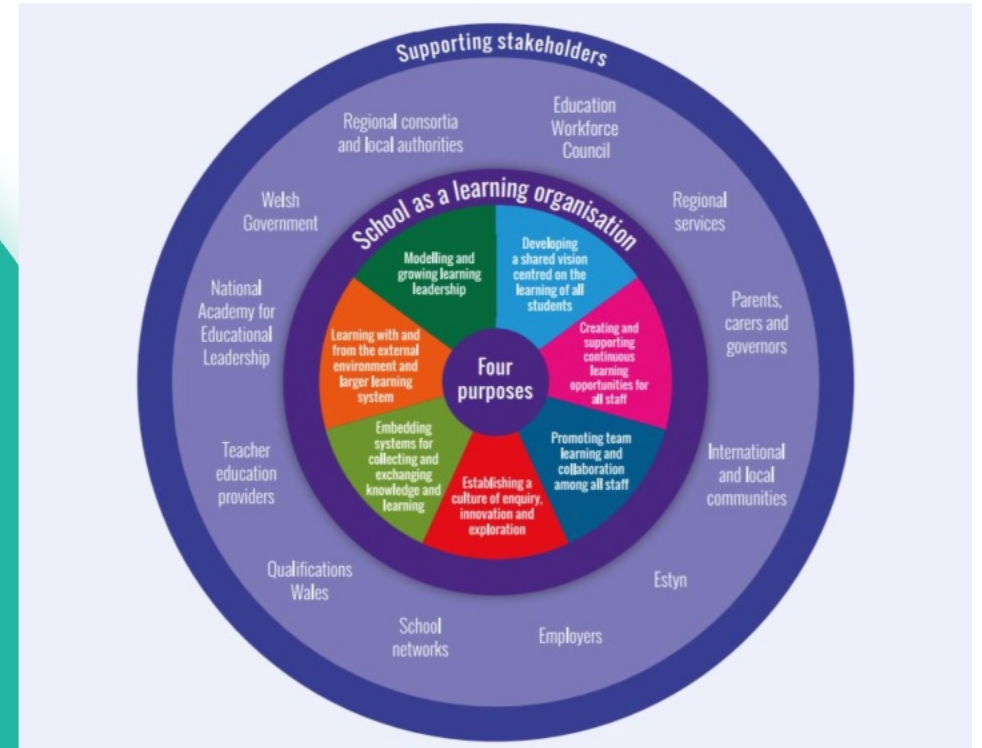 Supporting stakeholders
Education
Workforce
Council
Regional
services
Parents,
carers and
governors
International
and local
communities
Estyn
Employers
School
networks
Qualifications
Wales
Teacher
education
providers
National
Academy for
Educational
Leadership
Welsh
Government
Regional consortia
and local authorities
School as a learning organisation
Developing
a shared vision
centred on the
learning of all
students
Creating and
supporting
continuous
learning
opportunities for
all staff
Promoting team
learning and
collaboration
among all staff
Establishing a
culture of enquiry,
innovation and
exploration
Embedding
systems for
collecting and
exchanging
knowledge and
learning
Learning with and
from the external
environment and
larger learning
system
Modelling and
growing learning
leadership
Four
purposes